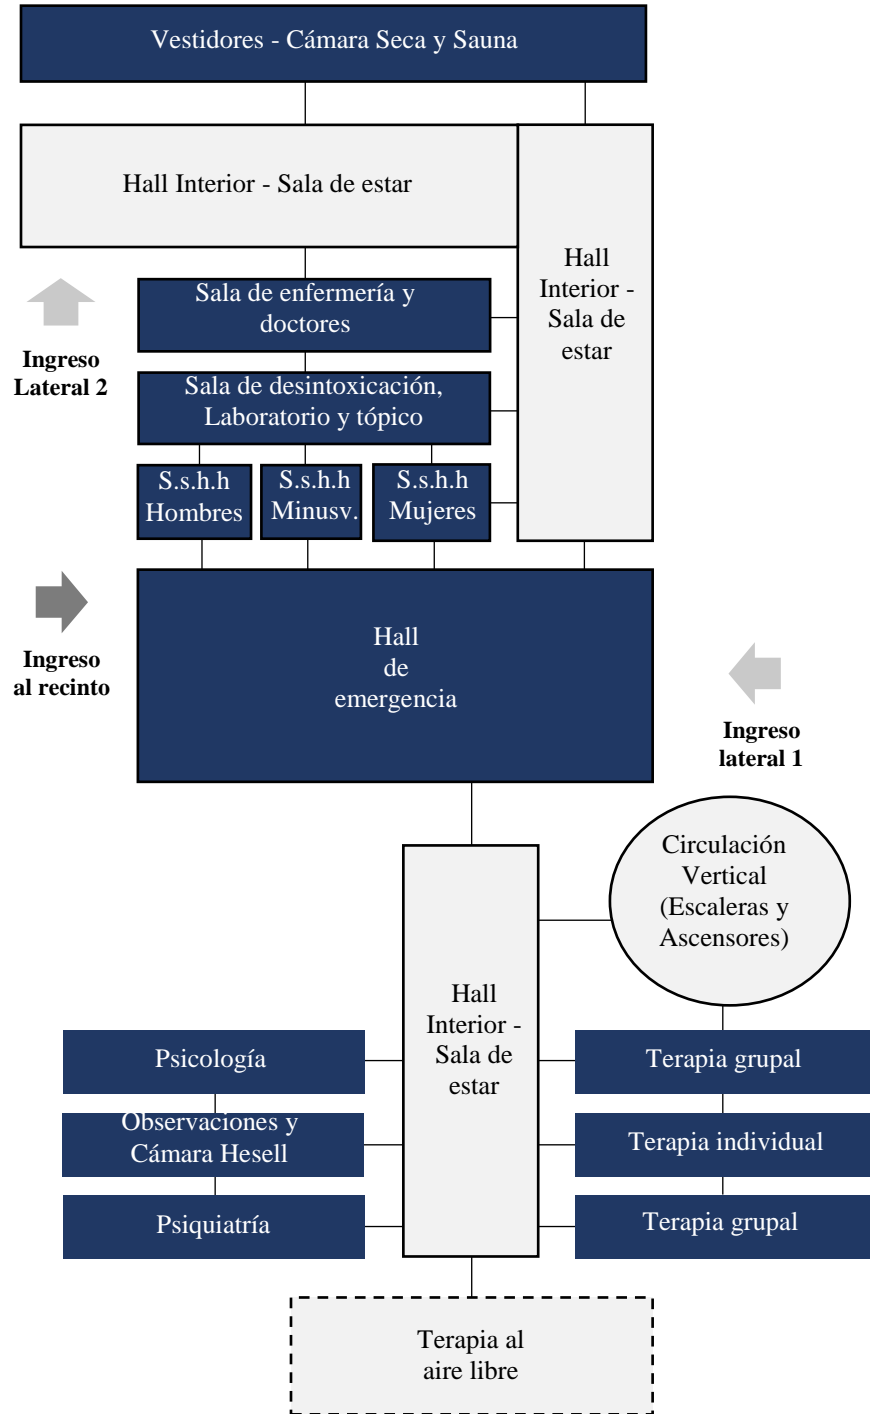 Vestidores - Cámara Seca y Sauna
Hall Interior - Sala de estar
Hall
Interior -
Sala de
estar
Sala de enfermería y
doctores
Ingreso
Lateral 2
Sala de desintoxicación,
Laboratorio y tópico
S.s.h.h
Hombres
S.s.h.h
Minusv.
S.s.h.h
Mujeres
Hall
de
emergencia
Ingreso
al recinto
Ingreso
lateral 1
Circulación
Vertical
(Escaleras y
Ascensores)
Hall
Interior -
Sala de
estar
Psicología
Terapia grupal
Observaciones y
Cámara Hesell
Terapia individual
Psiquiatría
Terapia grupal
Terapia al
aire libre